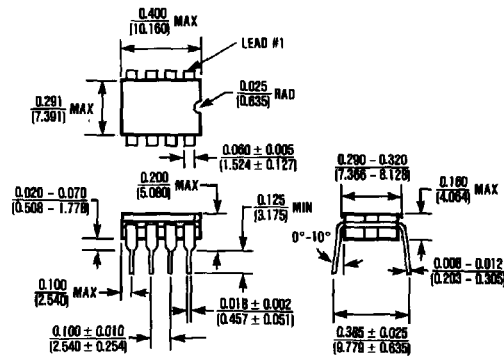 0.400
(10.160) MAX
LEAD #1
0.291
(7.391) MAX
0.025
(0.635) RAD
0.060 ± 0.005
(1.524 ± 0.127)
0.020 - 0.070
(0.508 - 1.778)
0.200
(5.080) MAX
0.125
(3.175) MIN
0.290 - 0.320
(7.366 - 8.128)
0.160
(4.064) MAX
0°-10°
0.100
(2.540) MAX
0.018 ± 0.002
(0.457 ± 0.051)
0.008 - 0.012
(0.203 - 0.305)
0.100 ± 0.010
(2.540 ± 0.254)
0.385 ± 0.025
(9.779 ± 0.635)